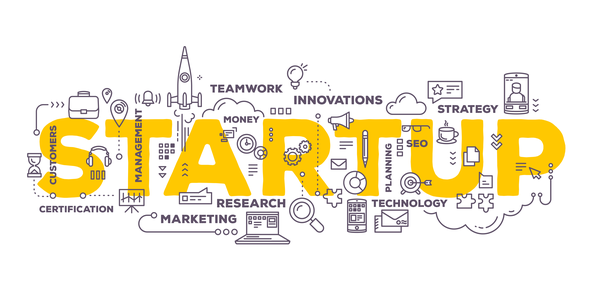 STARTUP
TEAMWORK
INNOVATIONS
STRATEGY
MONEY
CUSTOMERS
MANAGEMENT
SEO
PLANNING
CERTIFICATION
RESEARCH
TECHNOLOGY
MARKETING